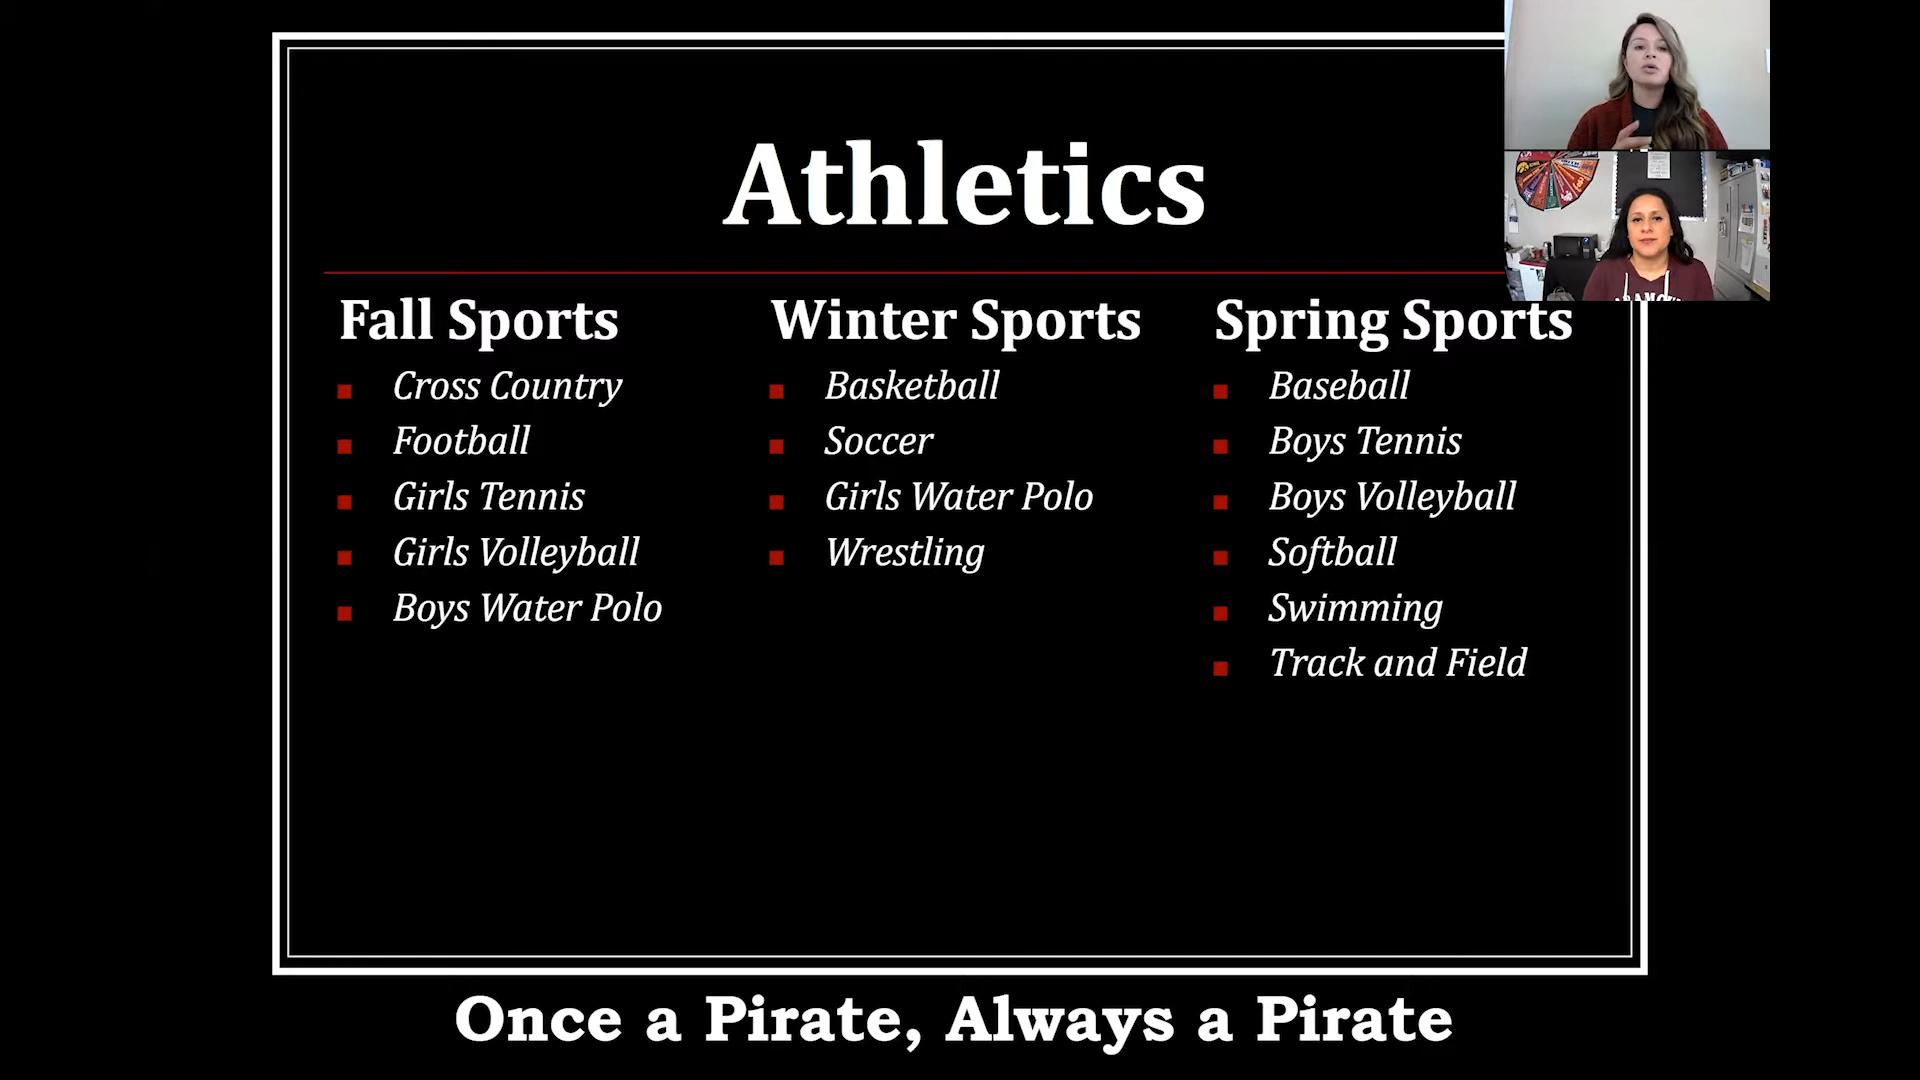 Athletics
Fall Sports
Cross Country
Football
Girls Tennis
Girls Volleyball
Boys Water Polo
Winter Sports
Basketball
Soccer
Girls Water Polo
Wrestling
Spring Sports
Baseball
Boys Tennis
Boys Volleyball
Softball
Swimming
Track and Field
Once a Pirate, Always a Pirate